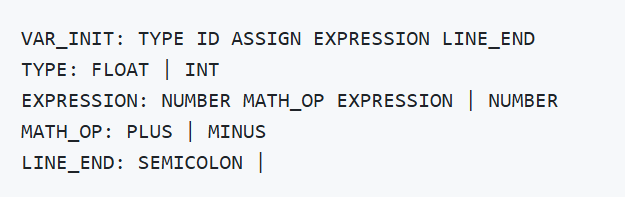 VAR_INIT: TYPE ID ASSIGN EXPRESSION LINE_END
TYPE: FLOAT | INT
EXPRESSION: NUMBER MATH_OP EXPRESSION | NUMBER
MATH_OP: PLUS | MINUS
LINE_END: SEMICOLON |